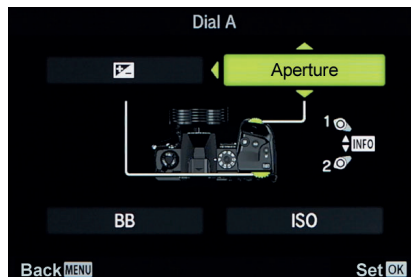 Dial A
Aperture
1
INFO
2
BB ISO
Back MENU Set OK